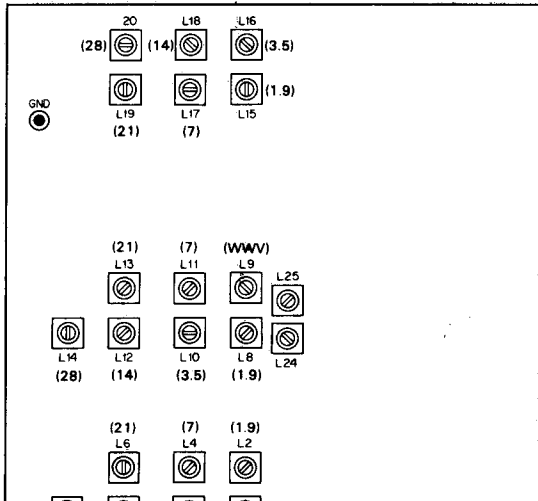 20 L18 L16
(28) (14) (3.5)
(1.9)
GND
L19 L17 L15
(21) (7)
(21) (7) (WWV)
L13 L11 L9
L25
L14 L12 L10 L8 L24
(28) (14) (3.5) (1.9)
(21) (7) (1.9)
L6 L4 L2